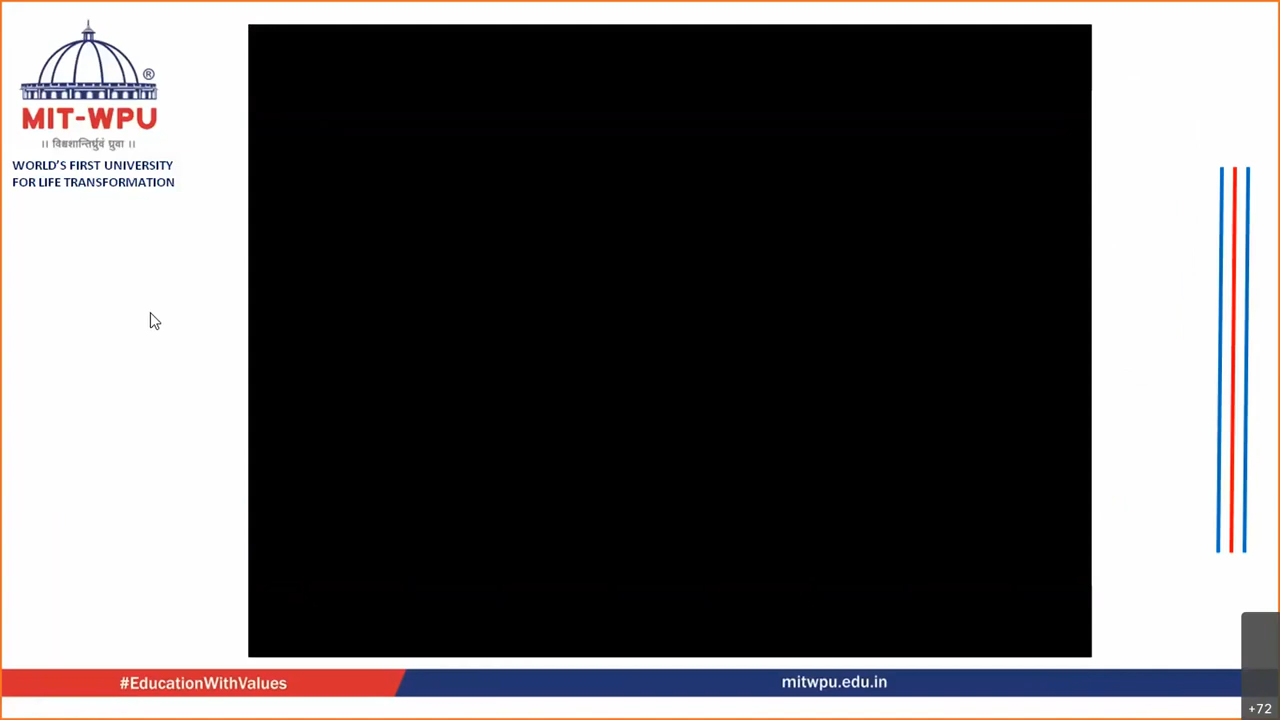 ®
MIT-WPU
।। विश्वशान्तिर्ध्रुवं ध्रुवा ।।
WORLD'S FIRST UNIVERSITY
FOR LIFE TRANSFORMATION
#EducationWithValues
mitwpu.edu.in
+72